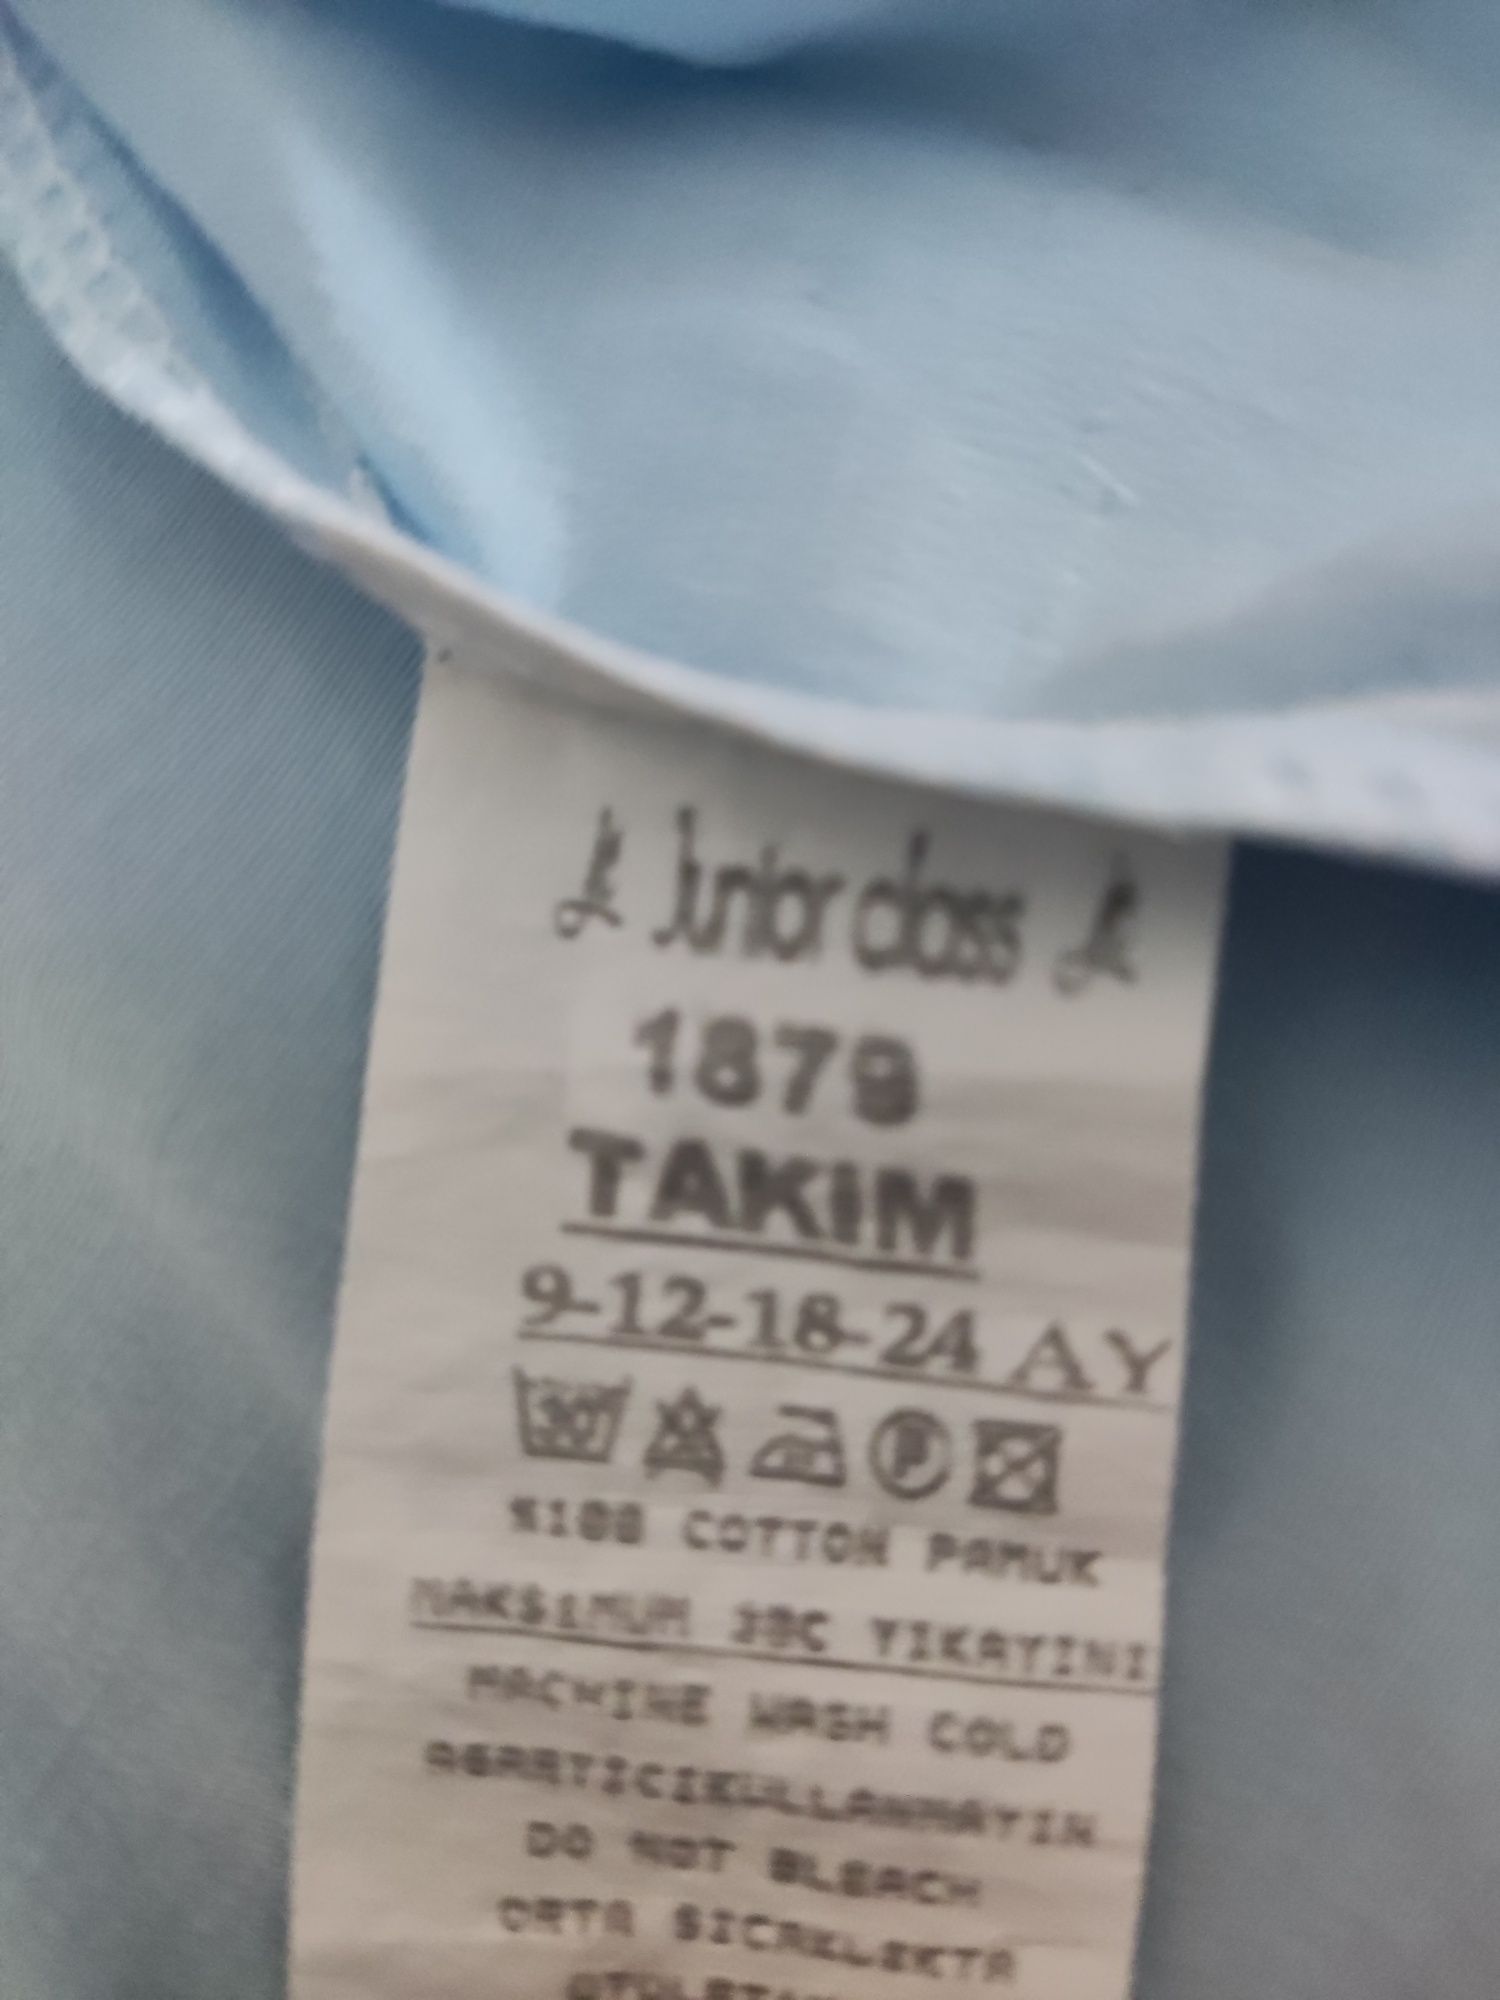 Junior class
1879
TAKIM
9-12-18-24 AY
30°
P
%100 COTTON PAMUK
MAKSiMUM 30C YIKAYINI
MACHINE WASH COLD
AGARTICIKULLANMAYIN
DO NOT BLEACH
ORTA SICAKLIKTA